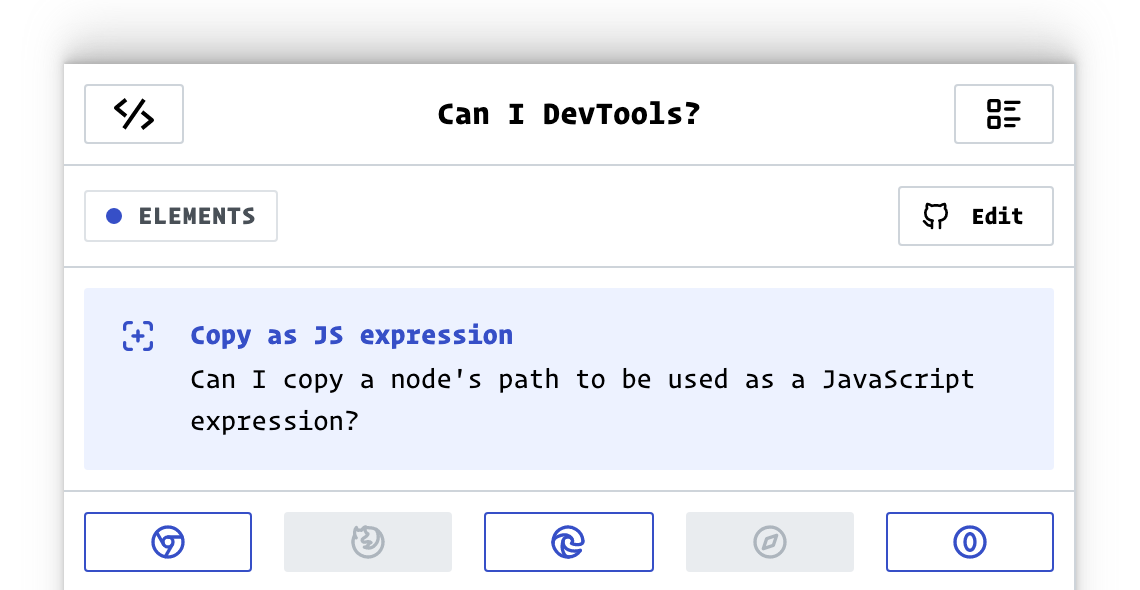 Can I DevTools?
ELEMENTS
Edit
Copy as JS expression
Can I copy a node's path to be used as a JavaScript
expression?